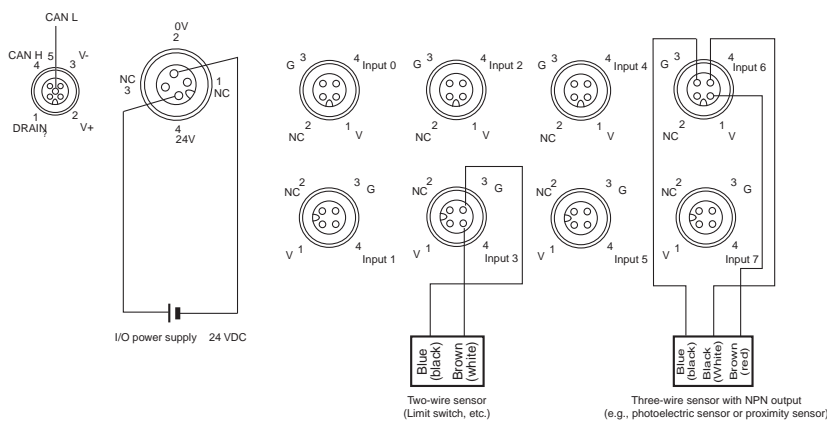 CAN L
CAN H 5 V-
4 3
1 2
DRAIN V+
?
0V
2
NC
3
1
NC
4
24V
I/O power supply 24 VDC
G 3 4 Input 0
NC 2 1 V
G 3 4 Input 2
NC 2 1 V
G 3 4 Input 4
NC 2 1 V
G 3 4 Input 6
NC 2 1 V
NC 2 3 G
V 1 4 Input 1
NC 2 3 G
V 1 4 Input 3
NC 2 3 G
V 1 4 Input 5
NC 2 3 G
V 1 4 Input 7
Blue
(black)
Brown
(white)
Two-wire sensor
(Limit switch, etc.)
Blue
(black)
Black
(White)
Brown
(red)
Three-wire sensor with NPN output
(e.g., photoelectric sensor or proximity sensor)